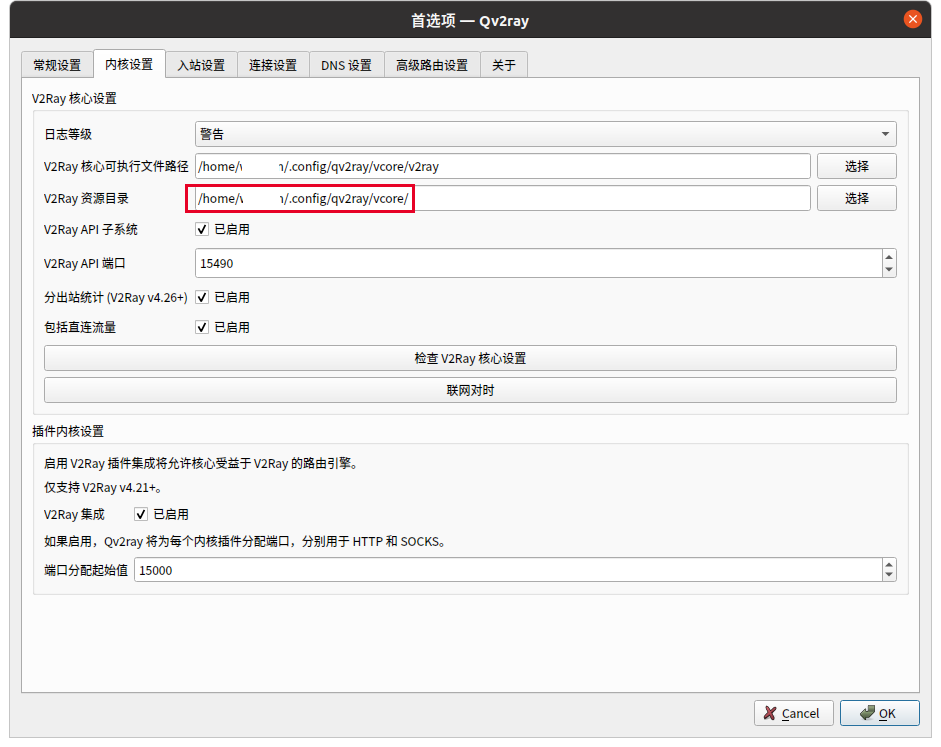 首选项 — Qv2ray
常规设置 内核设置 入站设置 连接设置 DNS 设置 高级路由设置 关于
V2Ray 核心设置
日志等级 警告
V2Ray 核心可执行文件路径 /home/ /.config/qv2ray/vcore/v2ray 选择
V2Ray 资源目录 /home/ /.config/qv2ray/vcore/ 选择
V2Ray API 子系统 已启用
V2Ray API 端口 15490
分出站统计 (V2Ray v4.26+) 已启用
包括直连流量 已启用
检查 V2Ray 核心设置
联网对时
插件内核设置
启用 V2Ray 插件集成将允许核心受益于 V2Ray 的路由引擎。
仅支持 V2Ray v4.21+。
V2Ray 集成 已启用
如果启用，Qv2ray 将为每个内核插件分配端口，分别用于 HTTP 和 SOCKS。
端口分配起始值 15000
Cancel OK